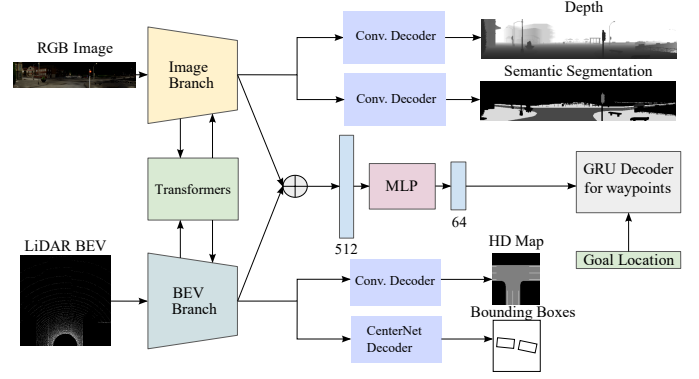 Depth
RGB Image
Image
Branch
Conv. Decoder
Semantic Segmentation
Conv. Decoder
Transformers
MLP
GRU Decoder
for waypoints
512
64
LiDAR BEV
BEV
Branch
HD Map
Goal Location
Conv. Decoder
Bounding Boxes
CenterNet
Decoder